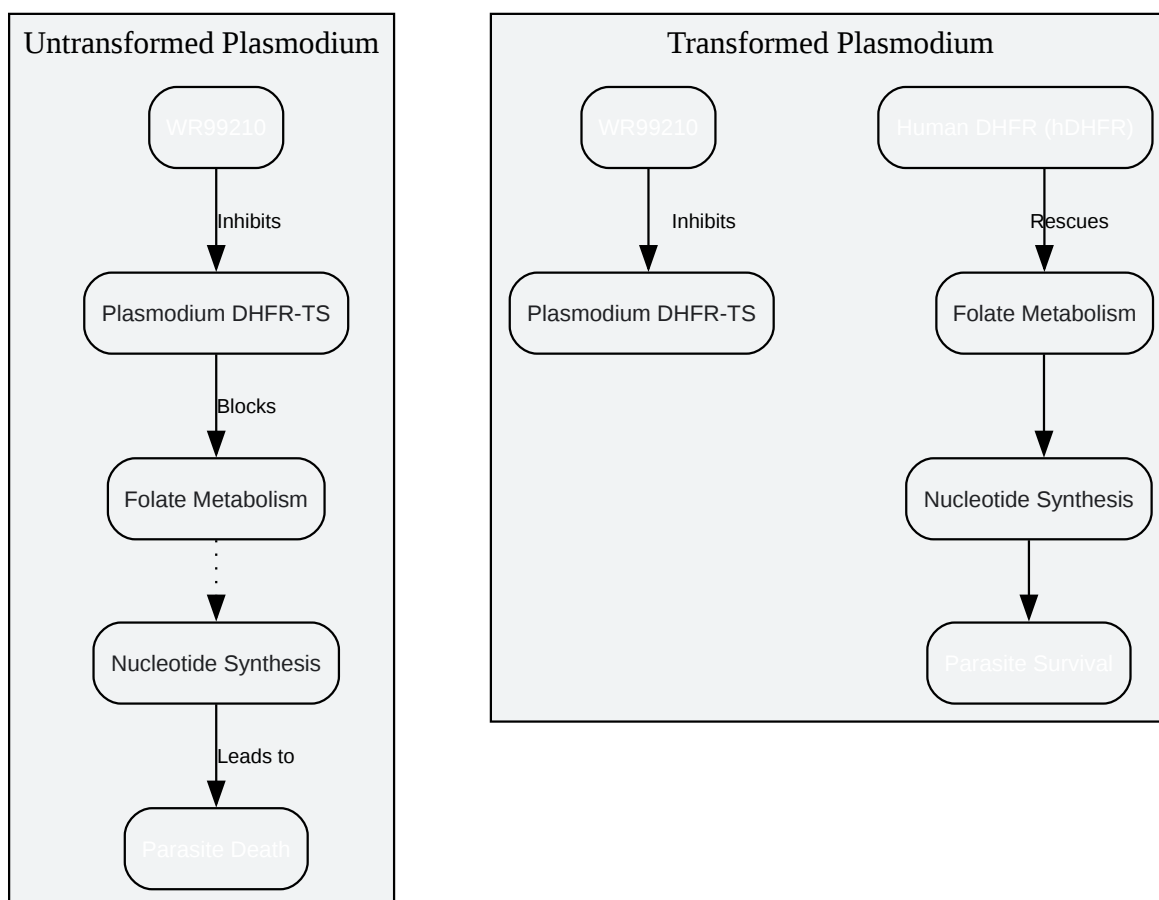 Untransformed Plasmodium
WR99210
Inhibits
Plasmodium DHFR-TS
Blocks
Folate Metabolism
Nucleotide Synthesis
Leads to
Parasite Death
Transformed Plasmodium
WR99210
Inhibits
Plasmodium DHFR-TS
Human DHFR (hDHFR)
Rescues
Folate Metabolism
Nucleotide Synthesis
Parasite Survival